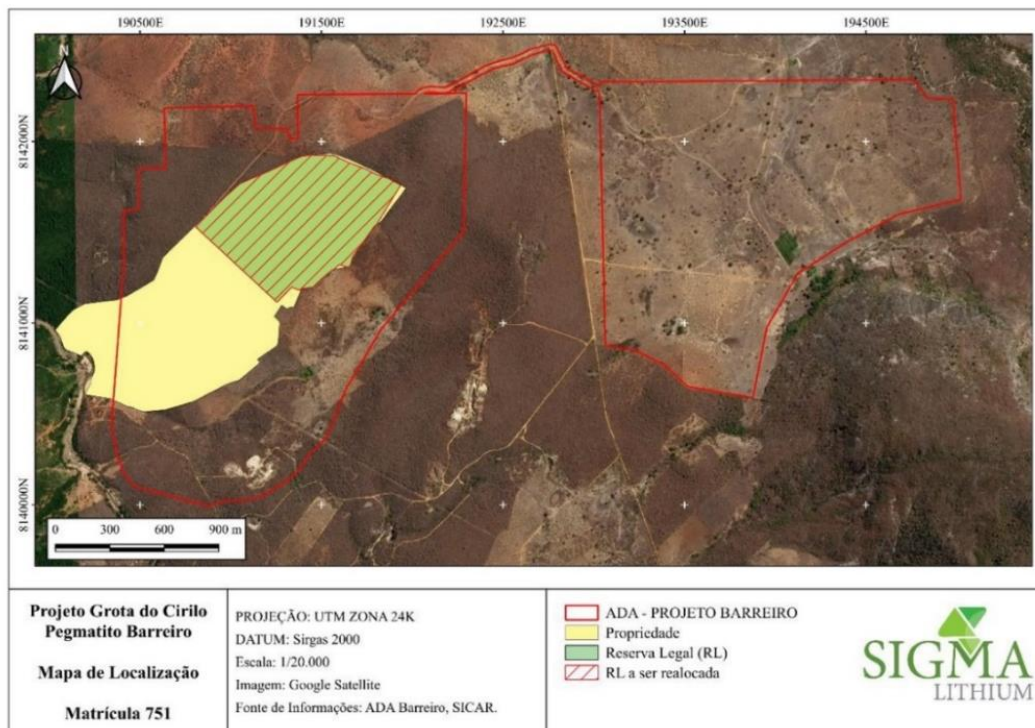 190500E 191500E 192500E 193500E 194500E
N
8142000N
8141000N
8140000N
0 300 600 900 m
Projeto Grota do Cirilo
Pegmatito Barreiro
Mapa de Localização
Matrícula 751
PROJEÇÃO: UTM ZONA 24K
DATUM: Sirgas 2000
Escala: 1/20.000
Imagem: Google Satellite
Fonte de Informações: ADA Barreiro, SICAR.
ADA - PROJETO BARREIRO
Propriedade
Reserva Legal (RL)
RL a ser realocada
SIGMA
LITHIUM